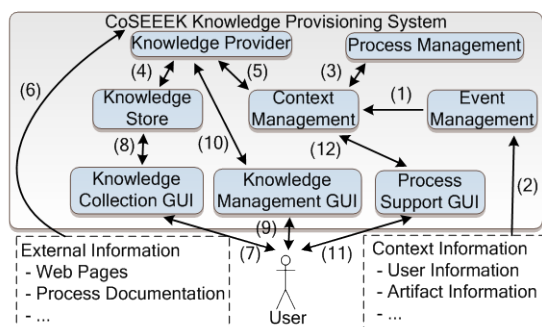 CoSEEEK Knowledge Provisioning System
Knowledge Provider
Process Management
(6)
(4)
(5)
(3)
Knowledge
Store
Context
Management
(1)
Event
Management
(8)
(10)
(12)
(2)
Knowledge
Collection GUI
Knowledge
Management GUI
Process
Support GUI
(9)
(7)
(11)
External Information
- Web Pages
- Process Documentation
- ...
User
Context Information
- User Information
- Artifact Information
- ...